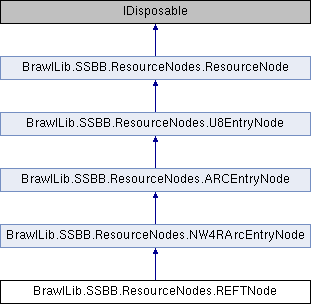 IDisposable
BrawlLib.SSBB.ResourceNodes.ResourceNode
BrawlLib.SSBB.ResourceNodes.U8EntryNode
BrawlLib.SSBB.ResourceNodes.ARCEntryNode
BrawlLib.SSBB.ResourceNodes.NW4RArcEntryNode
BrawlLib.SSBB.ResourceNodes.REFTNode